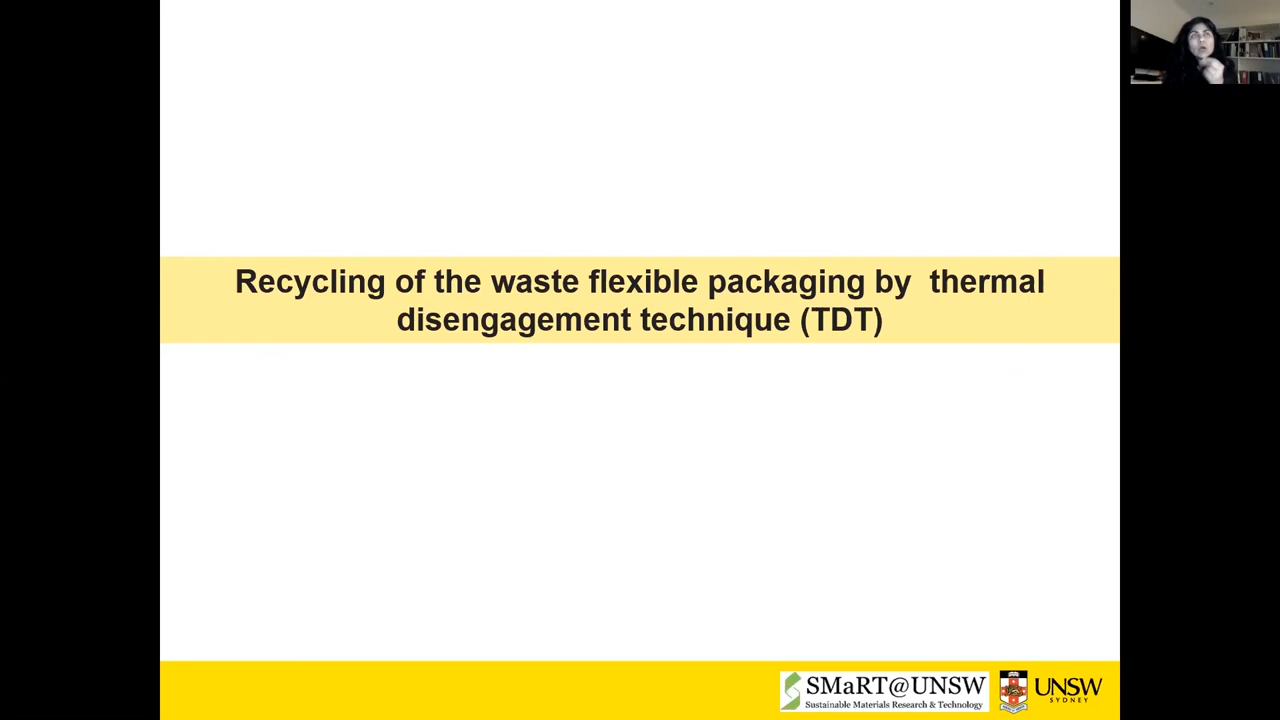 Recycling of the waste flexible packaging by  thermal
disengagement technique (TDT)
SMaRT@UNSW
Sustainable Materials Research & Technology
UNSW
SYDNEY